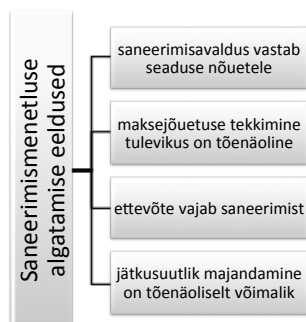 Saneerimismenetluse
algatamise eeldused
saneerimisavaldus vastab
seaduse nõuetele
maksejõuetuse tekkimine
tulevikus on tõenäoline
ettevõte vajab saneerimist
jätkusuutlik majandamine
on tõenäoliselt võimalik